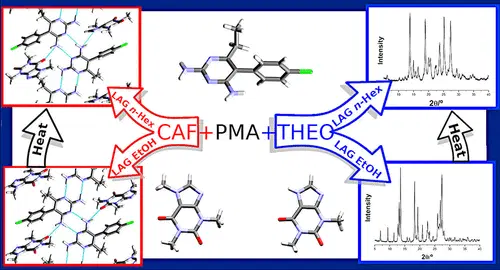 Intensity
2θ/º
LAG n-Hex
LAG n-Hex
Heat
CAF+PMA+THEO
Heat
LAG EtOH
LAG EtOH
Intensity
2θ/º